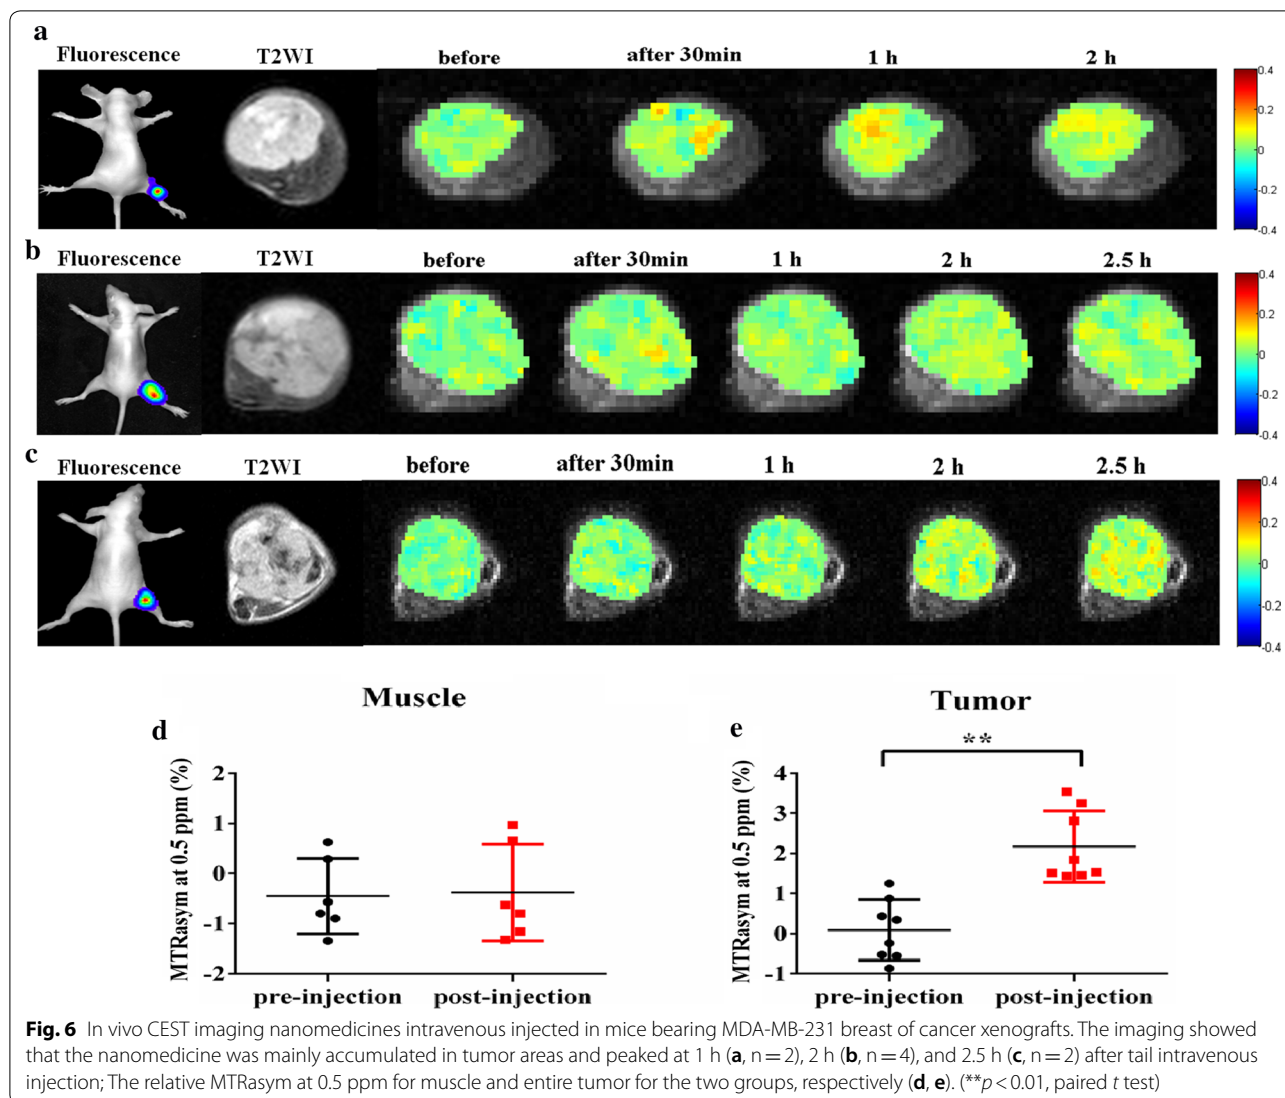 a
Fluorescence T2WI before after 30min 1 h 2 h
0.4
0.2
0
-0.2
-0.4
b
Fluorescence T2WI before after 30min 1 h 2 h 2.5 h
0.4
0.2
0
-0.2
-0.4
c
Fluorescence T2WI before after 30min 1 h 2 h 2.5 h
0.4
0.2
0
-0.2
-0.4
Muscle
d
MTRasym at 0.5 ppm (%)
2
1
0
-1
-2
pre-injection post-injection
Tumor
e
**
MTRasym at 0.5 ppm (%)
4
3
2
1
0
-1
pre-injection post-injection
Fig. 6 In vivo CEST imaging nanomedicines intravenous injected in mice bearing MDA-MB-231 breast of cancer xenografts. The imaging showed
that the nanomedicine was mainly accumulated in tumor areas and peaked at 1 h (a, n = 2), 2 h (b, n = 4), and 2.5 h (c, n = 2) after tail intravenous
injection; The relative MTRasym at 0.5 ppm for muscle and entire tumor for the two groups, respectively (d, e). (**p < 0.01, paired t test)